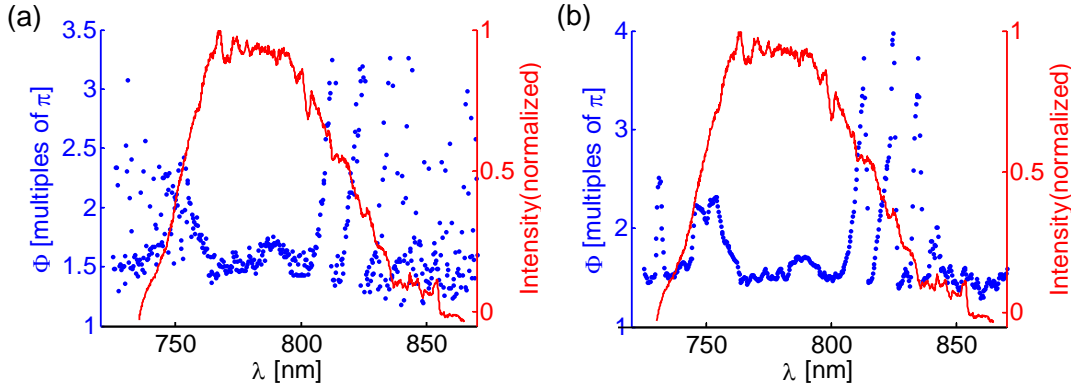 (a)
3.5
3
2.5
2
1.5
1
Φ [multiples of π]
750
800
850
λ [nm]
1
0.5
0
Intensity(normalized)
(b)
4
3
2
1
Φ [multiples of π]
750
800
850
λ [nm]
1
0.5
0
Intensity(normalized)